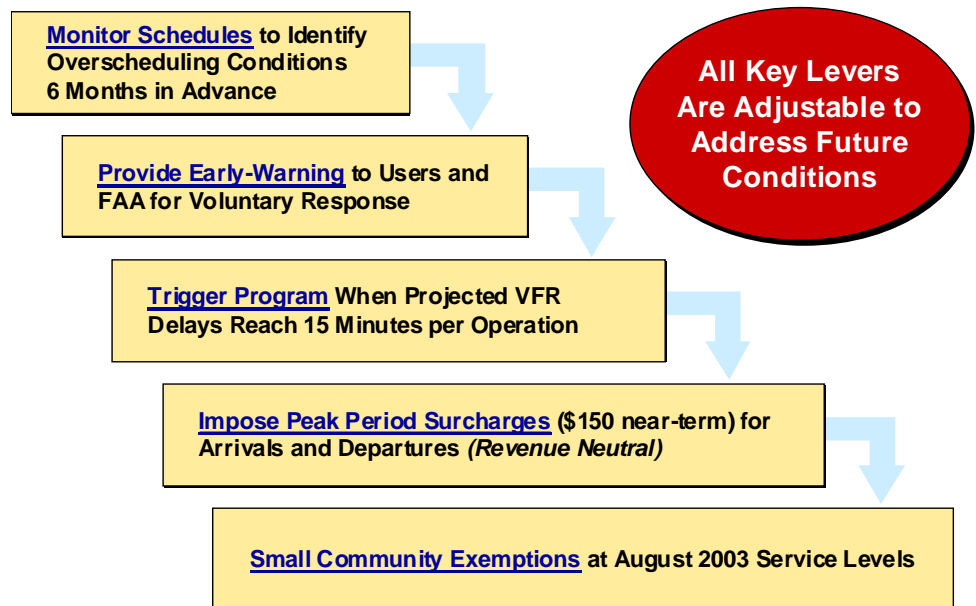 Monitor Schedules to Identify
Overscheduling Conditions
6 Months in Advance
All Key Levers
Are Adjustable to
Address Future
Conditions
Provide Early-Warning to Users and
FAA for Voluntary Response
Trigger Program When Projected VFR
Delays Reach 15 Minutes per Operation
Impose Peak Period Surcharges ($150 near-term) for
Arrivals and Departures (Revenue Neutral)
Small Community Exemptions at August 2003 Service Levels